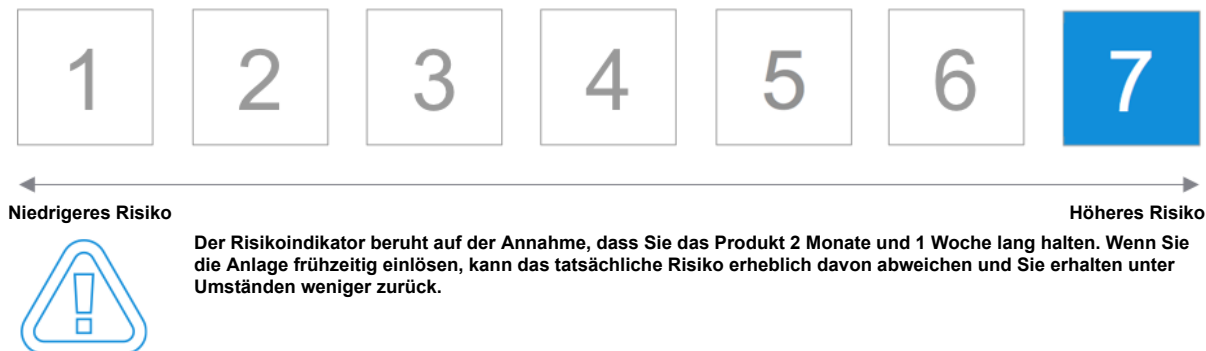 1 2 3 4 5 6 7
Niedrigeres Risiko Höheres Risiko
Der Risikoindikator beruht auf der Annahme, dass Sie das Produkt 2 Monate und 1 Woche lang halten. Wenn Sie
die Anlage frühzeitig einlösen, kann das tatsächliche Risiko erheblich davon abweichen und Sie erhalten unter
Umständen weniger zurück.